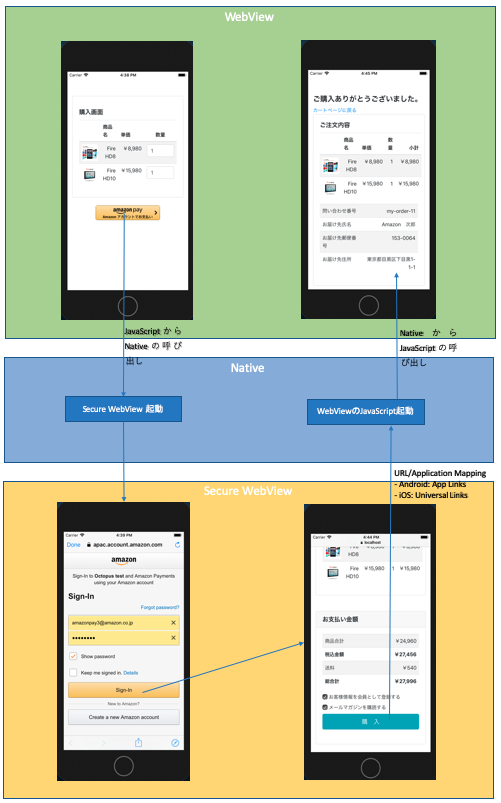 WebView
Carrier 4:38 PM
購入画面
商品名 単価 数量
Fire HD8 ￥8,980 1
Fire HD10 ￥15,980 1
amazon pay
Amazon アカウントでお支払い
Carrier 4:40 PM
ご購入ありがとうございました。
カートページに戻る
ご注文内容
商品名 単価 数量 小計
Fire HD8 ￥8,980 1 ￥8,980
Fire HD10 ￥15,980 1 ￥15,980
問い合わせ番号 my-order-11
お届け先氏名 Amazon 次郎
お届け先郵便番号 153-0064
お届け先住所 東京都目黒区下目黒1-1-1
JavaScript から
Native の呼び
出し
Native から
JavaScript の呼
び出し
Native
Secure WebView 起動
WebViewのJavaScript起動
URL/Application Mapping
- Android: App Links
- iOS: Universal Links
Secure WebView
Carrier 4:39 PM
Done apac.account.amazon.com
amazon
Sign-In to Octopus test and Amazon Payments
using your Amazon account
Sign-In
Forgot password?
amazonpay3@amazon.co.jp
Show password
Keep me signed in. Details
Sign-In
New to Amazon?
Create a new Amazon account
Carrier 4:44 PM
localhost
HD8
Fire HD10 ￥15,980 1 ￥15,980
お支払い金額
商品合計 ￥24,960
税込金額 ￥27,456
送料 ￥540
総合計 ￥27,996
お客様情報を会員として登録する
メールマガジンを購読する
購 入